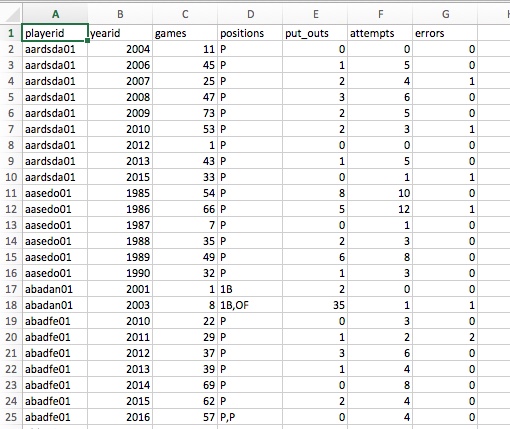 A B C D E F G
1 playerid yearid games positions put_outs attempts errors
2 aardsda01 2004 11 P 0 0 0
3 aardsda01 2006 45 P 1 5 0
4 aardsda01 2007 25 P 2 4 1
5 aardsda01 2008 47 P 3 6 0
6 aardsda01 2009 73 P 2 5 0
7 aardsda01 2010 53 P 2 3 1
8 aardsda01 2012 1 P 0 0 0
9 aardsda01 2013 43 P 1 5 0
10 aardsda01 2015 33 P 0 1 1
11 aasedo01 1985 54 P 8 10 0
12 aasedo01 1986 66 P 5 12 1
13 aasedo01 1987 7 P 0 1 0
14 aasedo01 1988 35 P 2 3 0
15 aasedo01 1989 49 P 6 8 0
16 aasedo01 1990 32 P 1 3 0
17 abadan01 2001 1 1B 2 0 0
18 abadan01 2003 8 1B,OF 35 1 1
19 abadfe01 2010 22 P 0 3 0
20 abadfe01 2011 29 P 1 2 2
21 abadfe01 2012 37 P 3 6 0
22 abadfe01 2013 39 P 1 4 0
23 abadfe01 2014 69 P 0 8 0
24 abadfe01 2015 62 P 2 4 0
25 abadfe01 2016 57 P,P 0 4 0